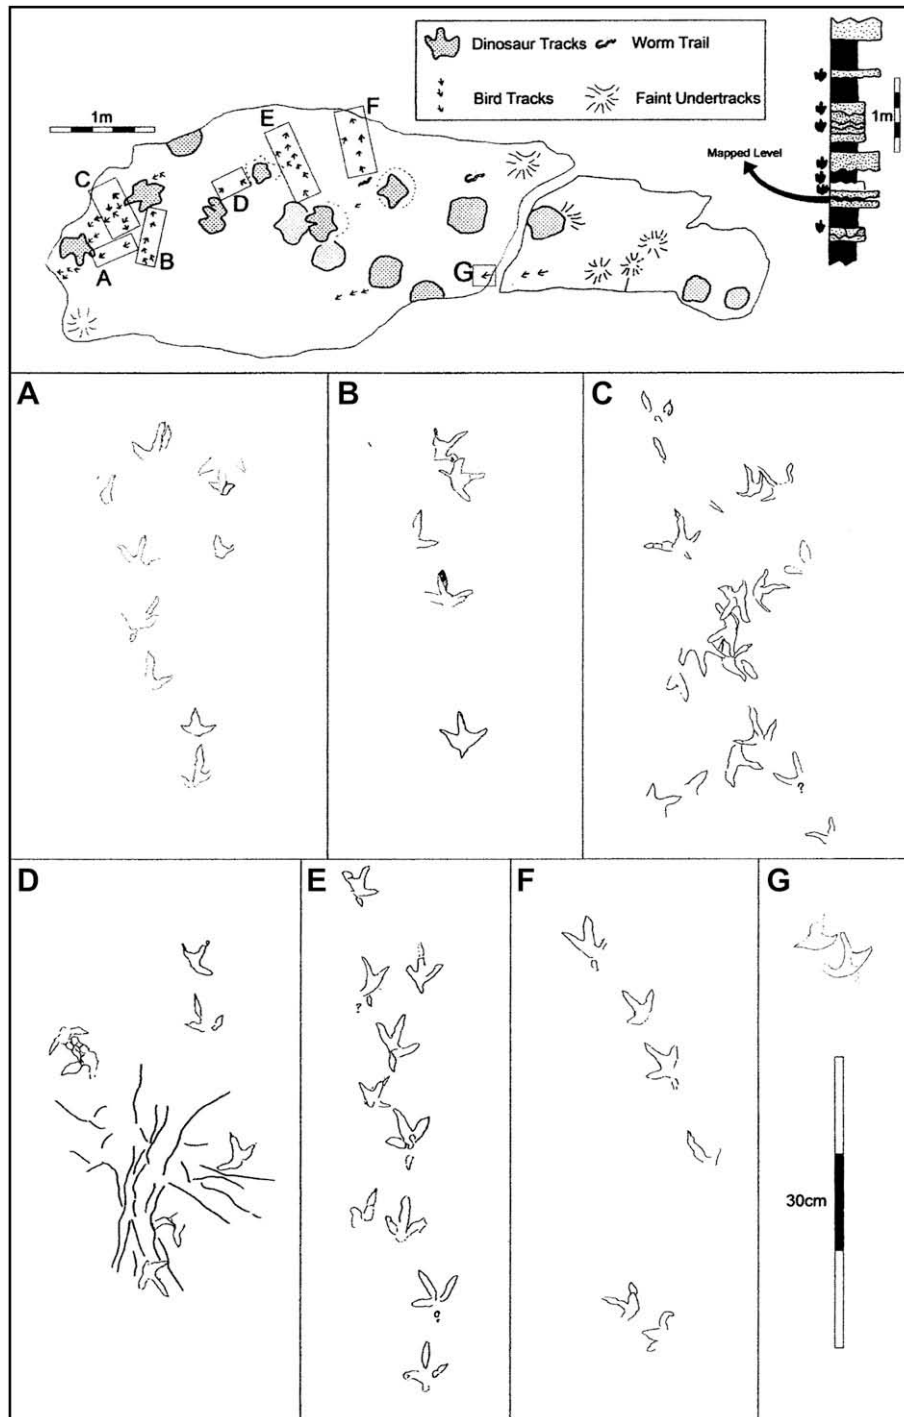 Dinosaur Tracks
Worm Trail
Bird Tracks
Faint Undertracks
1m
1m
Mapped Level
A
B
C
D
E
F
G
A
B
C
?
D
E
?
?
F
G
30cm